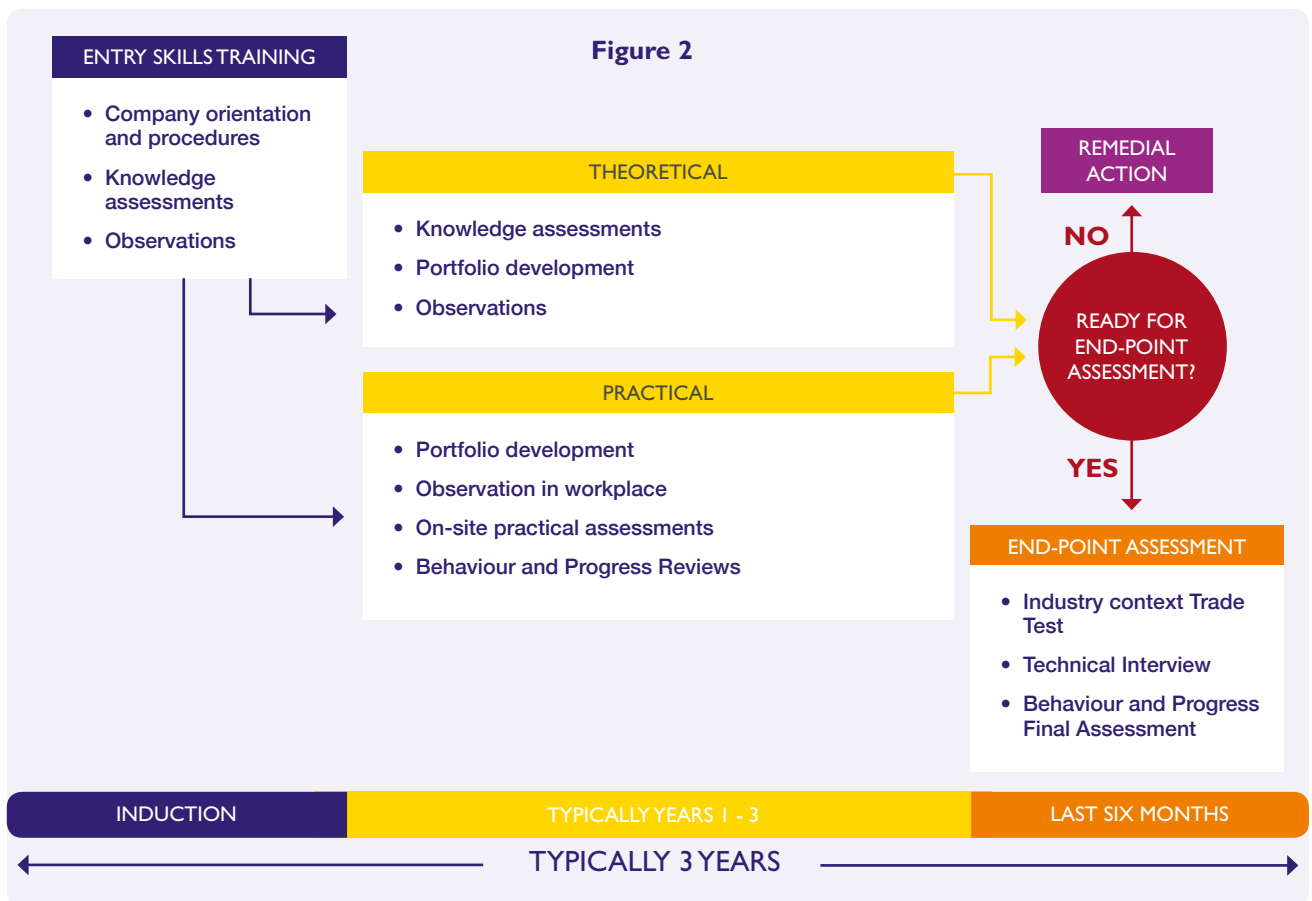 Figure 2
ENTRY SKILLS TRAINING
• Company orientation
and procedures
• Knowledge
assessments
• Observations
THEORETICAL
• Knowledge assessments
• Portfolio development
• Observations
PRACTICAL
• Portfolio development
• Observation in workplace
• On-site practical assessments
• Behaviour and Progress Reviews
REMEDIAL
ACTION
NO
READY FOR
END-POINT
ASSESSMENT?
YES
END-POINT ASSESSMENT
• Industry context Trade
Test
• Technical Interview
• Behaviour and Progress
Final Assessment
INDUCTION
TYPICALLY YEARS 1 - 3
LAST SIX MONTHS
TYPICALLY 3 YEARS